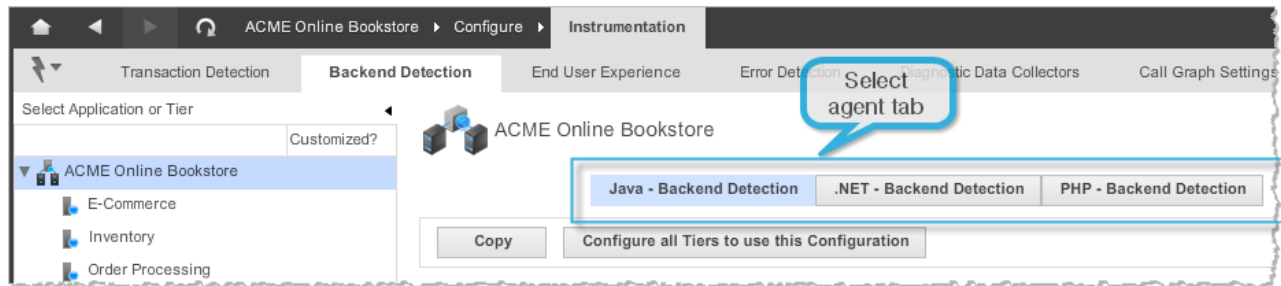 ACME Online Bookstore Configure Instrumentation
Transaction Detection Backend Detection End User Experience Error Detection Diagnostic Data Collectors Call Graph Settings
Select
agent tab
Select Application or Tier
Customized?
ACME Online Bookstore
ACME Online Bookstore
E-Commerce
Inventory
Order Processing
Java - Backend Detection .NET - Backend Detection PHP - Backend Detection
Copy Configure all Tiers to use this Configuration